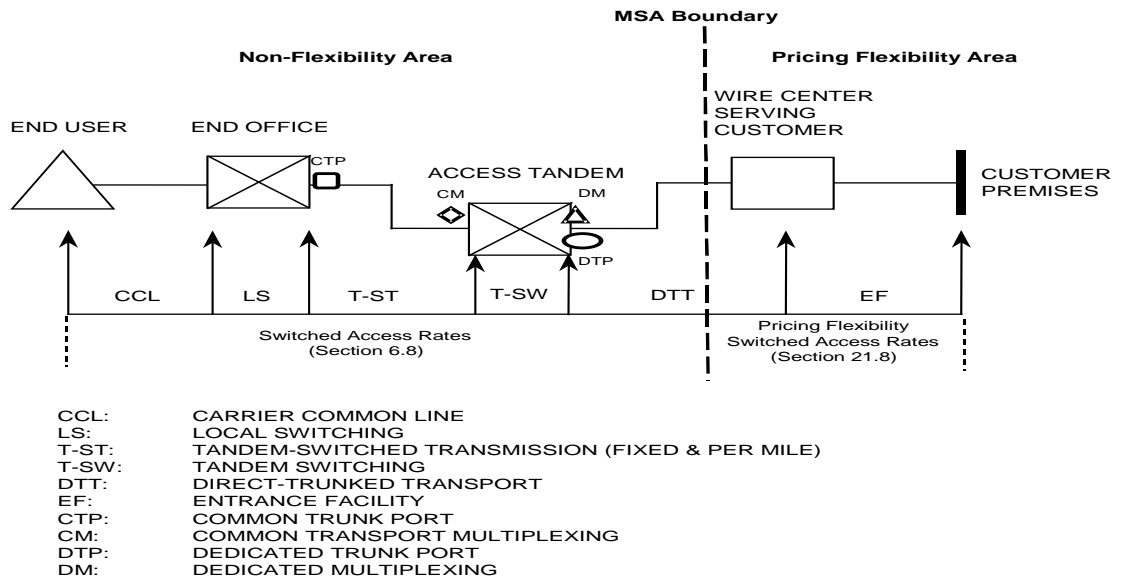 MSA Boundary
Non-Flexibility Area
Pricing Flexibility Area
WIRE CENTER
SERVING
CUSTOMER
END USER
END OFFICE
CTP
ACCESS TANDEM
CM
DM
CUSTOMER
PREMISES
DTP
CCL
LS
T-ST
T-SW
DTT
EF
Switched Access Rates
(Section 6.8)
Pricing Flexibility
Switched Access Rates
(Section 21.8)
CCL: CARRIER COMMON LINE
LS: LOCAL SWITCHING
T-ST: TANDEM-SWITCHED TRANSMISSION (FIXED & PER MILE)
T-SW: TANDEM SWITCHING
DTT: DIRECT-TRUNKED TRANSPORT
EF: ENTRANCE FACILITY
CTP: COMMON TRUNK PORT
CM: COMMON TRANSPORT MULTIPLEXING
DTP: DEDICATED TRUNK PORT
DM: DEDICATED MULTIPLEXING